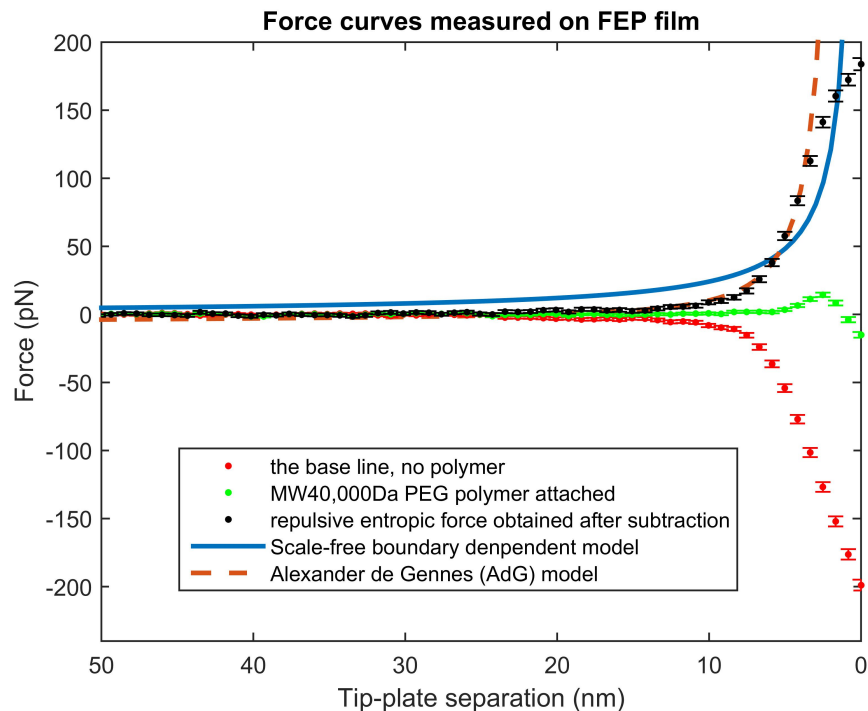 Force curves measured on FEP film
200
150
100
50
0
-50
-100
-150
-200
Force (pN)
the base line, no polymer
MW40,000Da PEG polymer attached
repulsive entropic force obtained after subtraction
Scale-free boundary denpendent model
Alexander de Gennes (AdG) model
50 40 30 20 10 0
Tip-plate separation (nm)